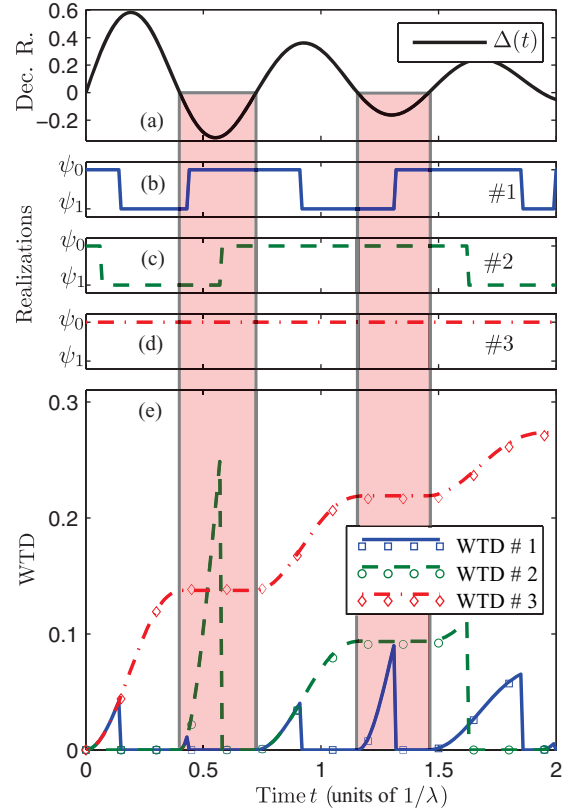 0.6
0.4
0.2
0
−0.2
Dec. R.
Δ(t)
(a)
ψ0
ψ1
(b)
#1
ψ0
ψ1
(c)
#2
ψ0
ψ1
(d)
#3
Realizations
0.3
0.2
0.1
0
WTD
(e)
WTD # 1
WTD # 2
WTD # 3
0
0.5
1
1.5
2
Time t (units of 1/λ)